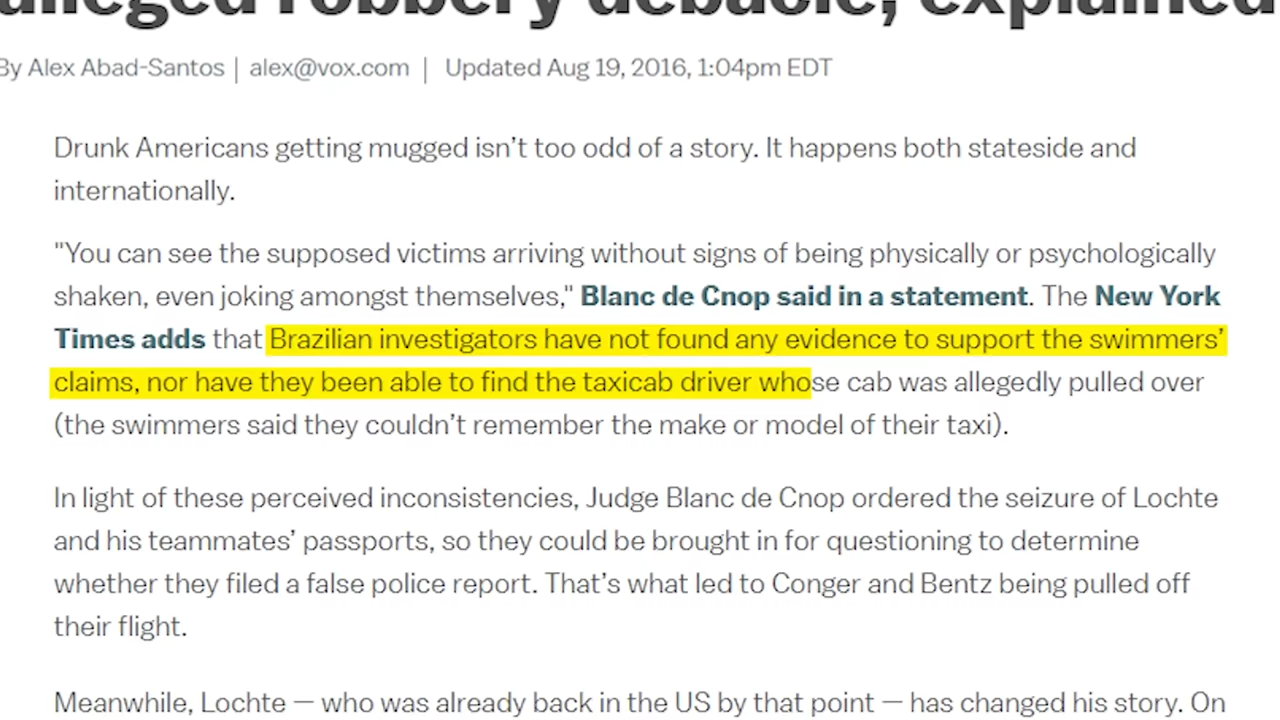 alleged robbery debacle, explained
By Alex Abad-Santos | alex@vox.com | Updated Aug 19, 2016, 1:04pm EDT
Drunk Americans getting mugged isn’t too odd of a story. It happens both stateside and
internationally.
"You can see the supposed victims arriving without signs of being physically or psychologically
shaken, even joking amongst themselves," Blanc de Cnop said in a statement. The New York
Times adds that Brazilian investigators have not found any evidence to support the swimmers’
claims, nor have they been able to find the taxicab driver whose cab was allegedly pulled over
(the swimmers said they couldn’t remember the make or model of their taxi).
In light of these perceived inconsistencies, Judge Blanc de Cnop ordered the seizure of Lochte
and his teammates’ passports, so they could be brought in for questioning to determine
whether they filed a false police report. That’s what led to Conger and Bentz being pulled off
their flight.
Meanwhile, Lochte — who was already back in the US by that point — has changed his story. On